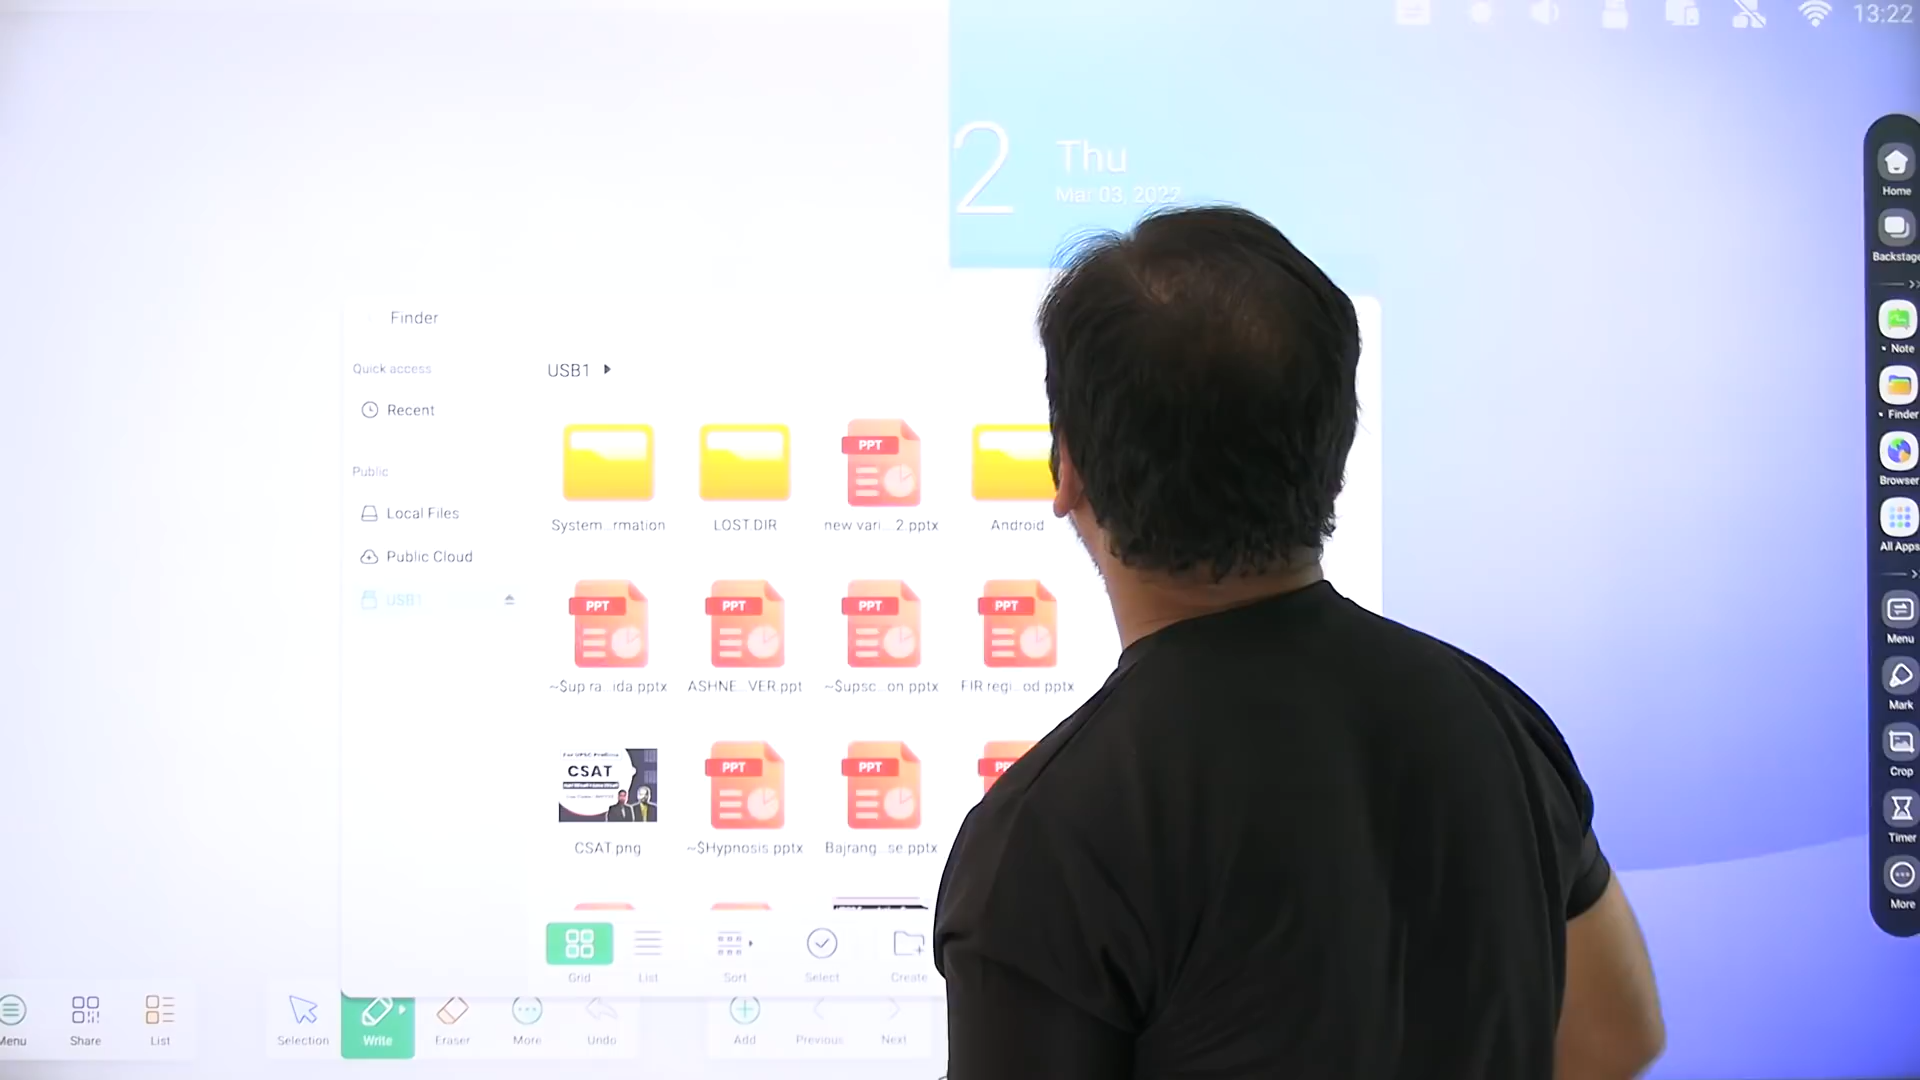 13:22
2
Thu
Mar 03, 2022
Home
Backstage
Finder
Quick access
Recent
Public
Local Files
Public Cloud
USB1
USB1
System...rmation
LOST.DIR
PPT
new vari... 2.pptx
Android
PPT
~$up ra...ida.pptx
PPT
ASHNE...VER.ppt
PPT
~$upsc...on.pptx
PPT
FIR regi...od.pptx
CSAT
CSAT.png
PPT
~$Hypnosis.pptx
PPT
Bajrang...se.pptx
PPT
Grid
List
Sort
Select
Create
Menu
Share
List
Selection
Write
Eraser
More
Undo
Add
Previous
Next
Note
Finder
Browser
All Apps
Menu
Mark
Crop
Timer
More